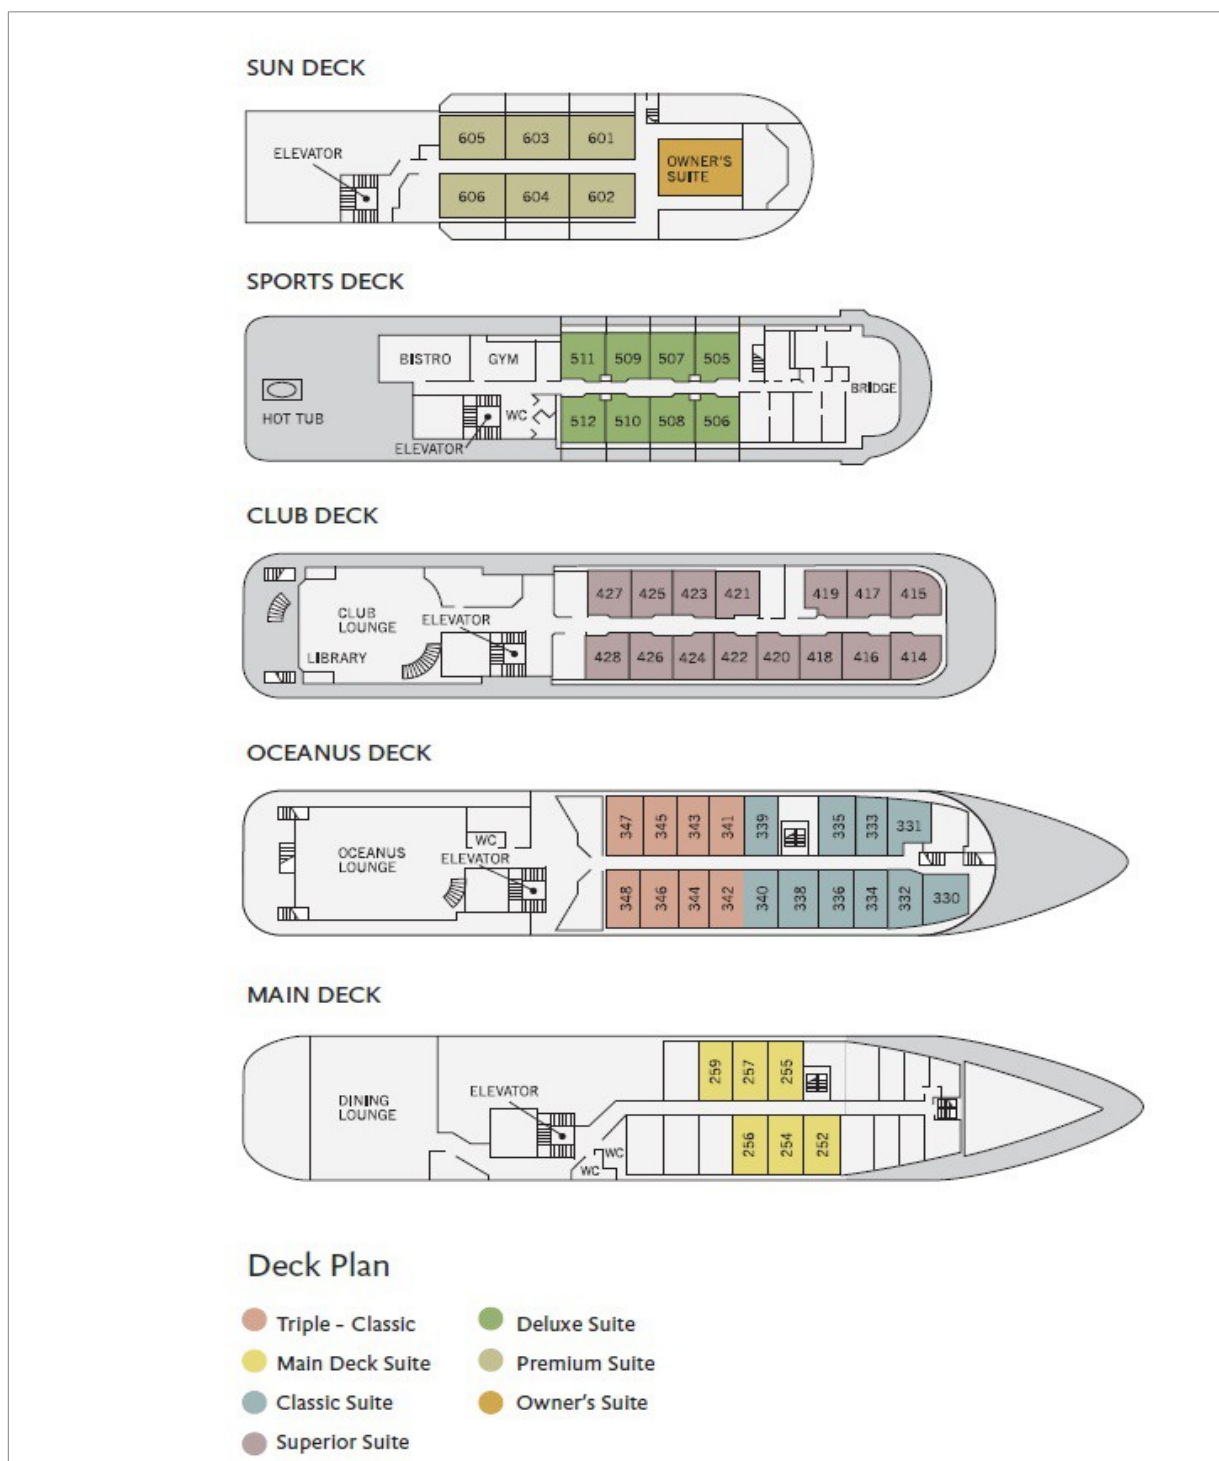 SUN DECK
605 603 601
ELEVATOR
OWNER'S
SUITE
606 604 602
SPORTS DECK
BISTRO GYM 511 509 507 505
BRIDGE
HOT TUB WC 512 510 508 506
ELEVATOR
CLUB DECK
427 425 423 421 419 417 415
CLUB
LOUNGE
ELEVATOR
LIBRARY 428 426 424 422 420 418 416 414
OCEANUS DECK
347 345 343 341 339 335 333 331
WC
OCEANUS
LOUNGE
ELEVATOR
348 346 344 342 340 338 336 334 332 330
MAIN DECK
259 257 255
ELEVATOR
DINING
LOUNGE
256 254 252
WC
WC
Deck Plan
Triple - Classic
Main Deck Suite
Classic Suite
Superior Suite
Deluxe Suite
Premium Suite
Owner's Suite